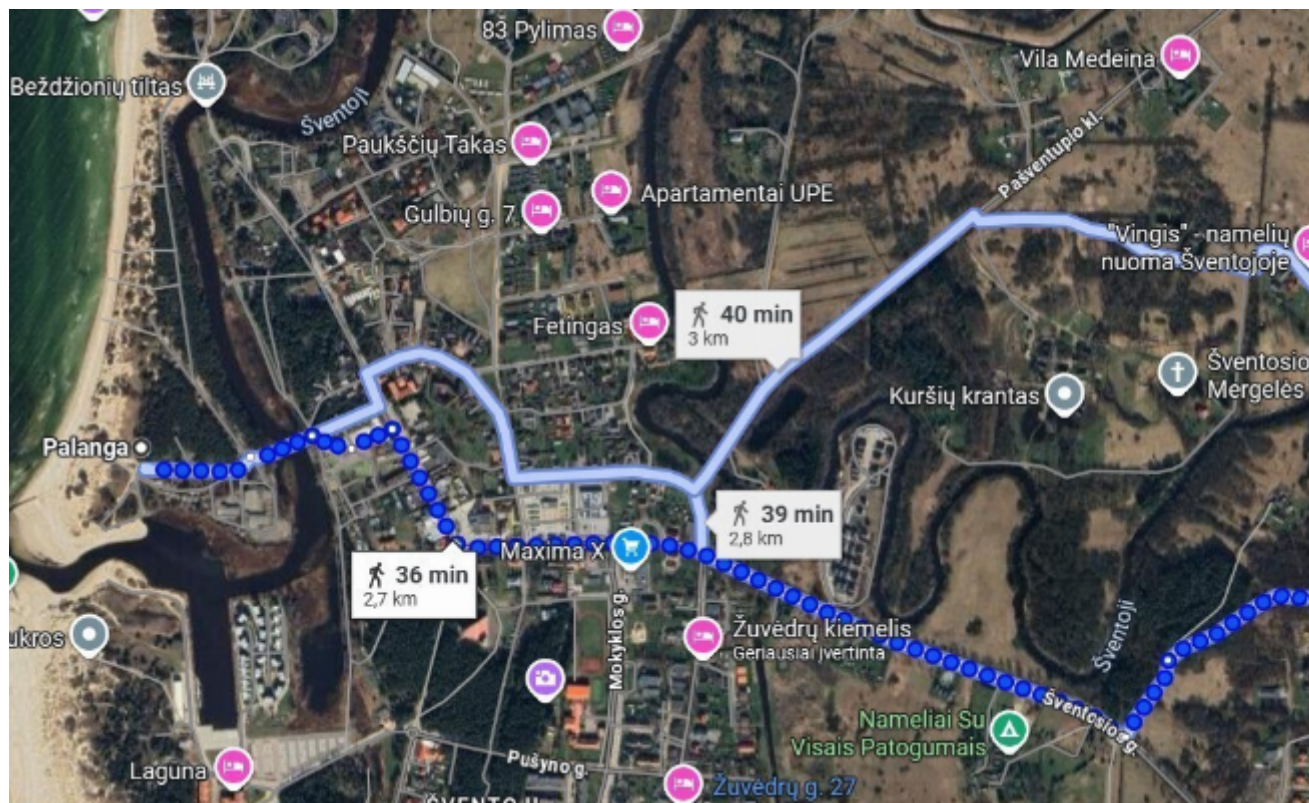 83 Pylimas
Vila Medeina
Beždžionių tiltas
Šventoji
Paukščių Takas
Pašventupio kl.
Apartamentai UPE
Gulbių g. 7
"Vingis" - namelių
nuoma Šventojoje
40 min
3 km
Fetingas
Šventosio
Mergelės
Kuršių krantas
Palanga
39 min
2,8 km
Maxima X
36 min
2,7 km
Mokyklos g.
ukros
Žuvėdrų kiemelis
Geriausiai įvertinta
Šventoji
Šventosios g.
Nameliai Su
Visais Patogumais
Pušyno g.
Laguna
Žuvėdrų g. 27